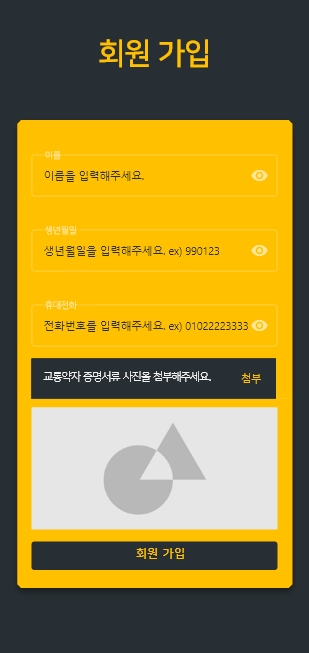 회원 가입
이름
이름을 입력해주세요.
생년월일
생년월일을 입력해주세요. ex) 990123
휴대전화
전화번호를 입력해주세요. ex) 01022223333
교통약자 증명서류 사진을 첨부해주세요.
첨부
회원 가입